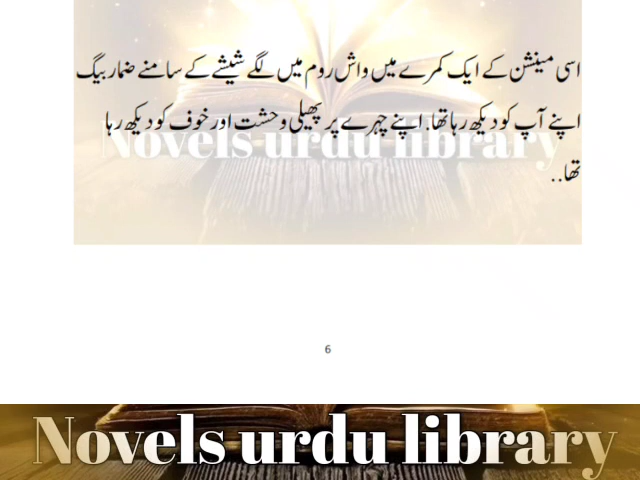 اسی مینشن کے ایک کمرے میں واش روم میں لگے شیشے کے سامنے ضمار بیگ
اپنے آپ کو دیکھ رہا تھا. اپنے چہرے پر پھیلی وحشت اور خوف کو دیکھ رہا
Novels urdu library
تھا..
6
Novels urdu library